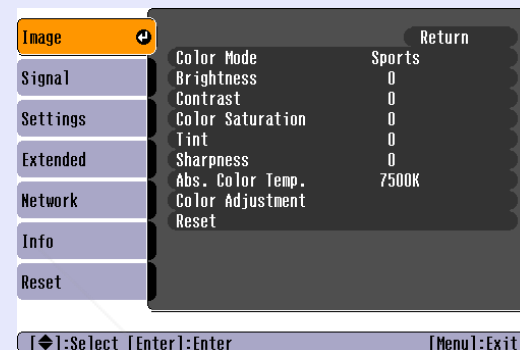 Image
Signal
Settings
Extended
Network
Info
Reset
Return
Color Mode Sports
Brightness 0
Contrast 0
Color Saturation 0
Tint 0
Sharpness 0
Abs. Color Temp. 7500K
Color Adjustment
Reset
[◆]:Select [Enter]:Enter [Menu]:Exit